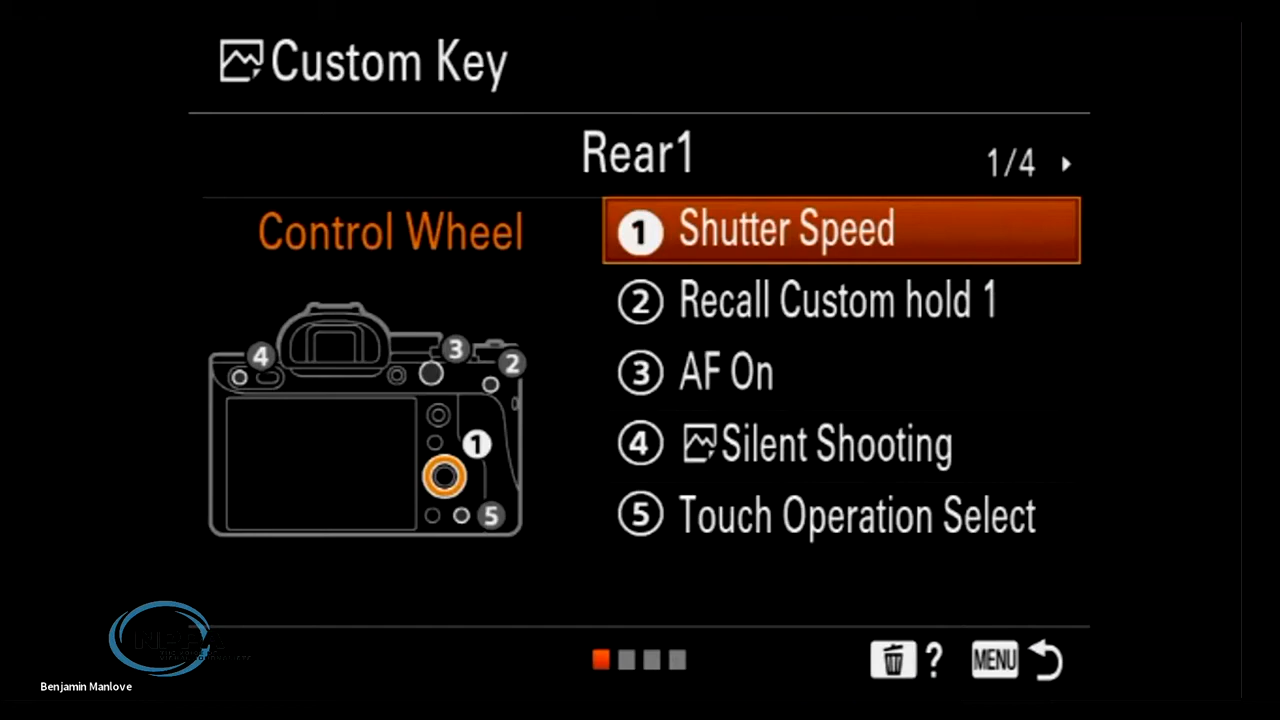 Custom Key
Rear1
1/4
Control Wheel
1 Shutter Speed
2 Recall Custom hold 1
3 AF On
4 Silent Shooting
5 Touch Operation Select
4
3
2
1
5
?
MENU
Benjamin Manlove